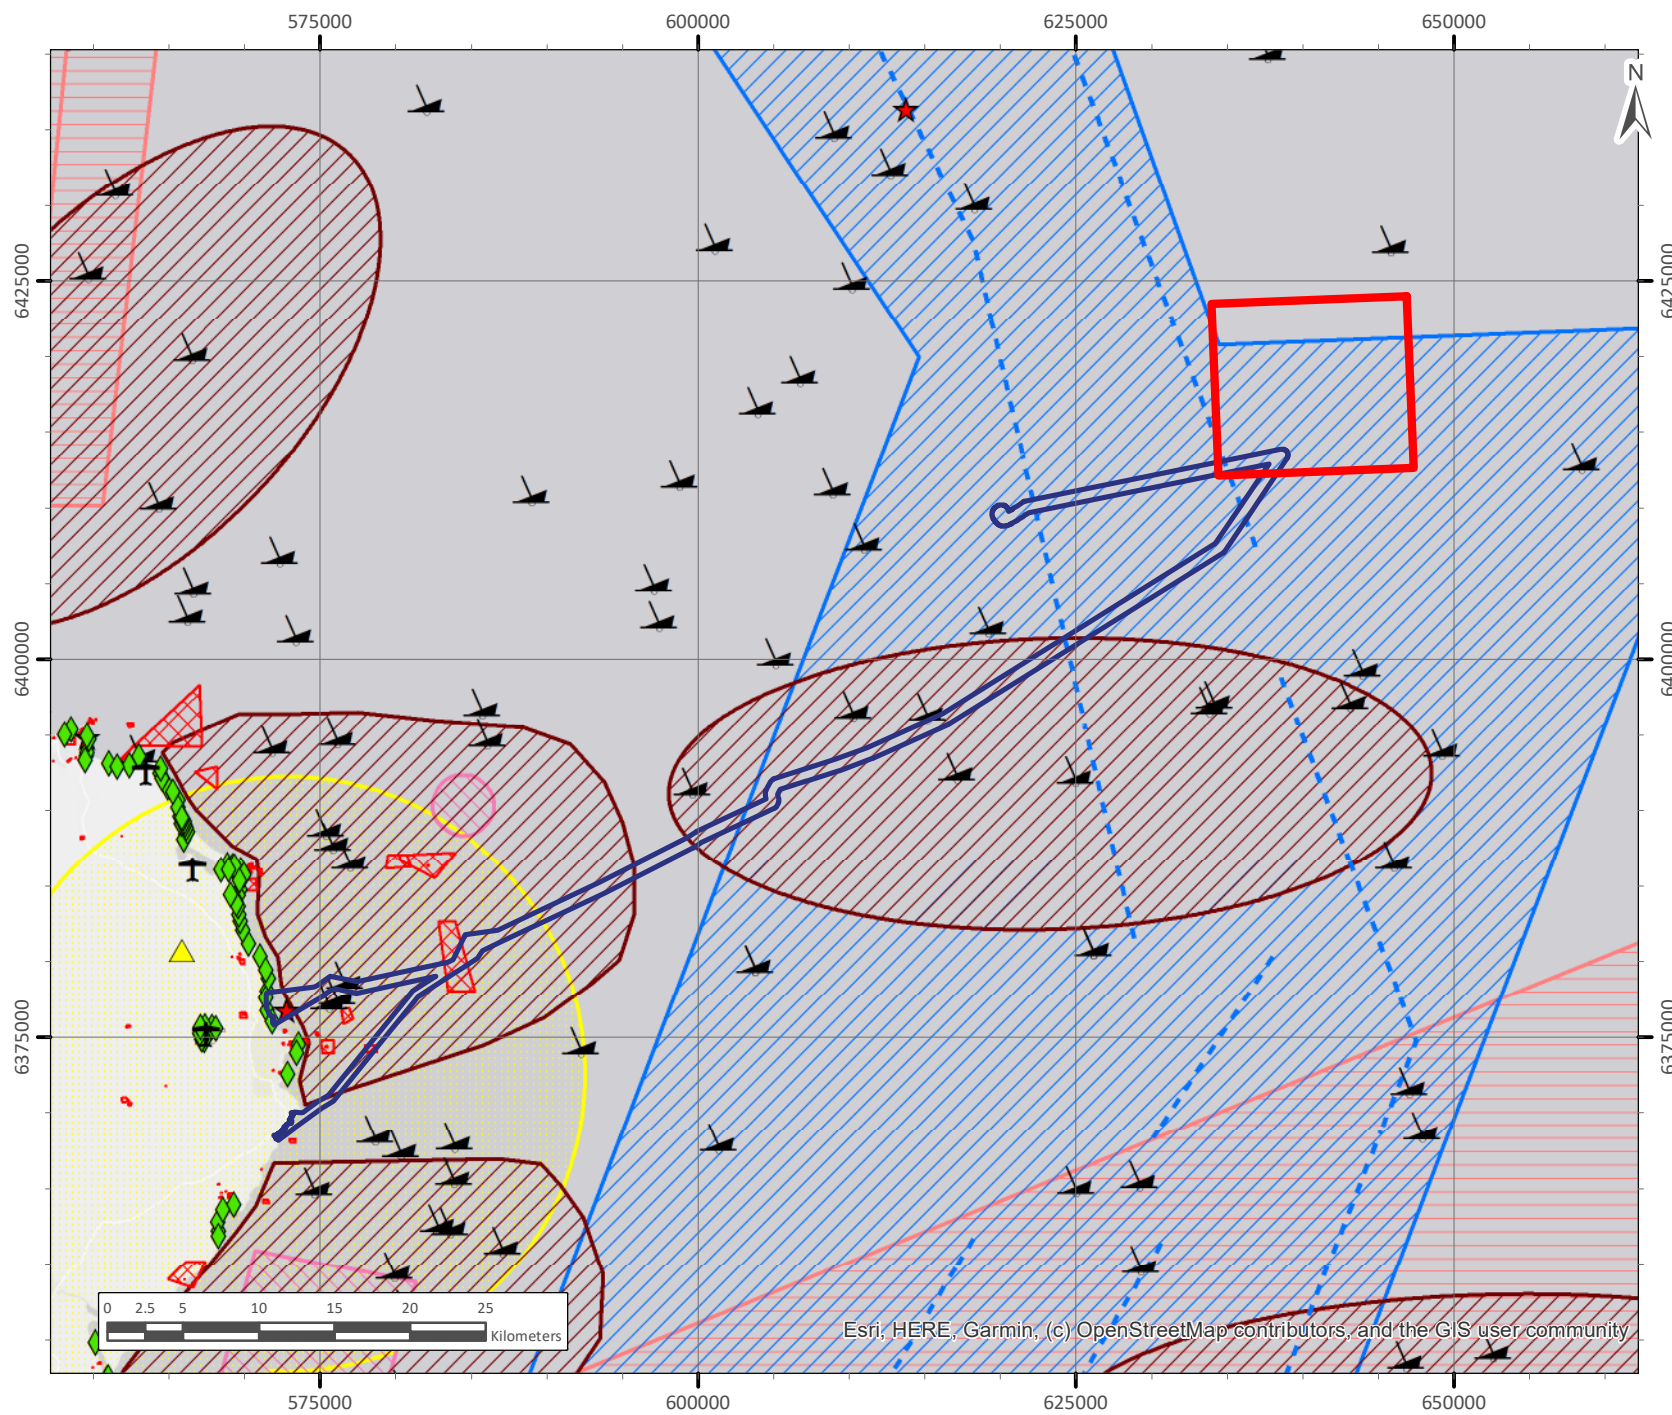 575000 600000 625000 650000
N
6425000 6425000
6400000 6400000
6375000 6375000
0 2.5 5 10 15 20 25
Kilometers
Esri, HERE, Garmin, (c) OpenStreetMap contributors, and the GIS user community
575000 600000 625000 650000